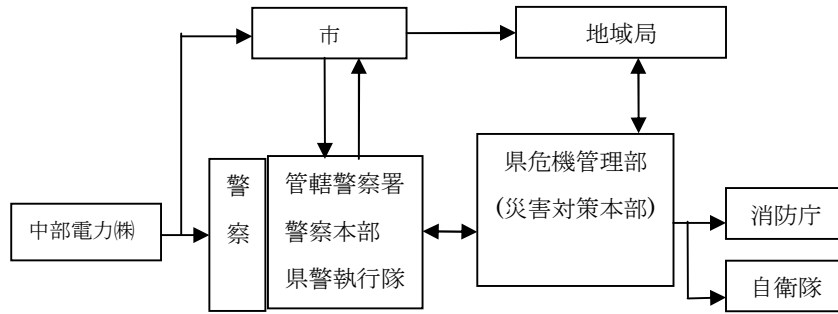 市
地域局
中部電力㈱
警
察
管轄警察署
警察本部
県警執行隊
県危機管理部
(災害対策本部)
消防庁
自衛隊